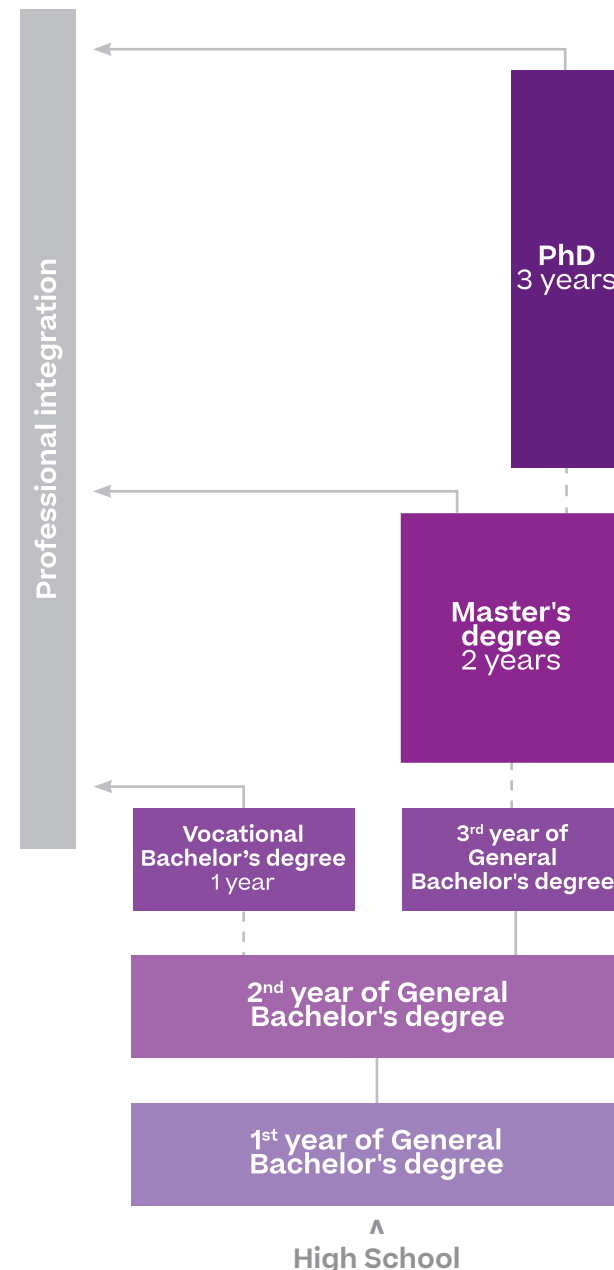 Professional integration
PhD
3 years
Master's
degree
2 years
Vocational
Bachelor’s degree
1 year
3rd year of
General
Bachelor's degree
2nd year of General
Bachelor's degree
1st year of General
Bachelor's degree
High School